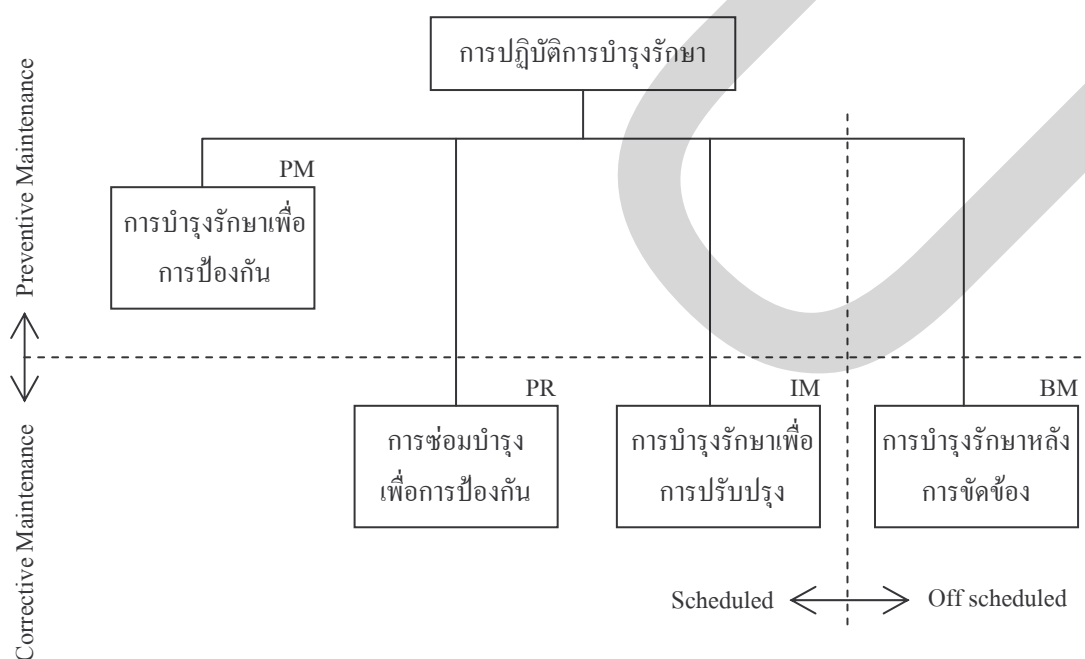 การปฏิบัติการบำรุงรักษา
Preventive Maintenance
PM
การบำรุงรักษาเพื่อ
การป้องกัน
Corrective Maintenance
PR
การซ่อมบำรุง
เพื่อการป้องกัน
IM
การบำรุงรักษาเพื่อ
การปรับปรุง
BM
การบำรุงรักษาหลัง
การขัดข้อง
Scheduled
Off scheduled